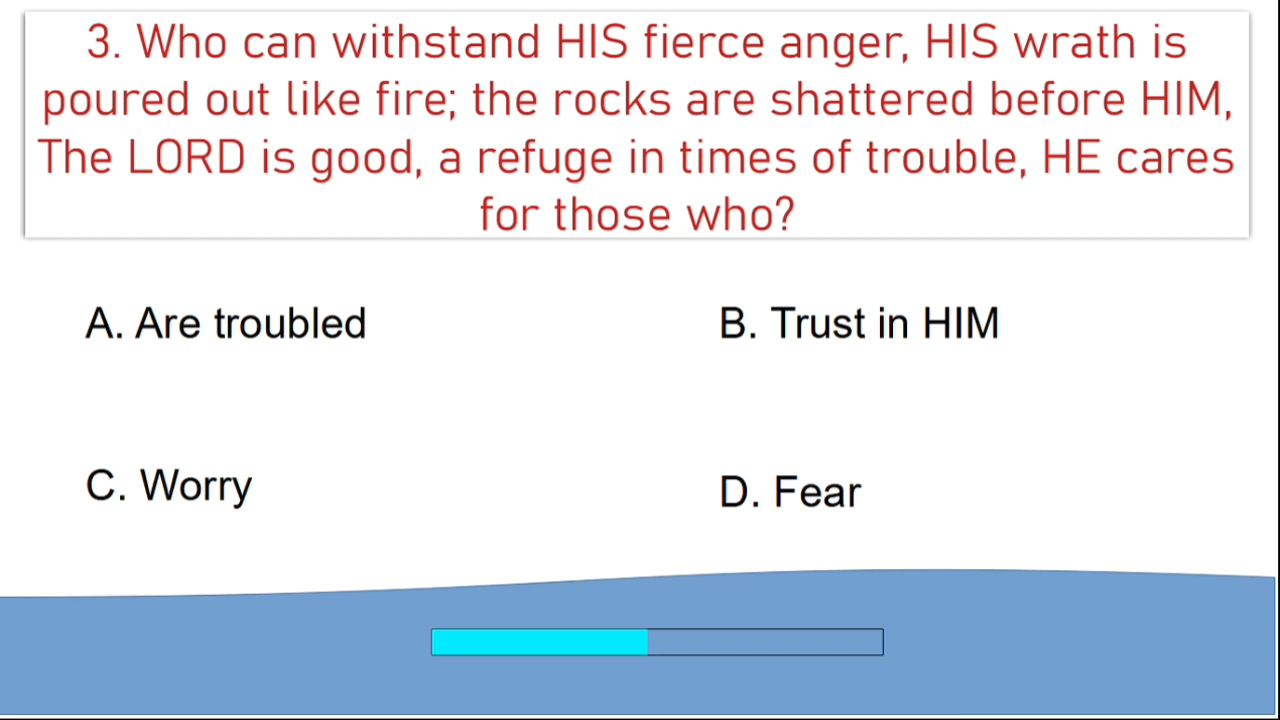 3. Who can withstand HIS fierce anger, HIS wrath is
poured out like fire; the rocks are shattered before HIM,
The LORD is good, a refuge in times of trouble, HE cares
for those who?
A. Are troubled
B. Trust in HIM
C. Worry
D. Fear